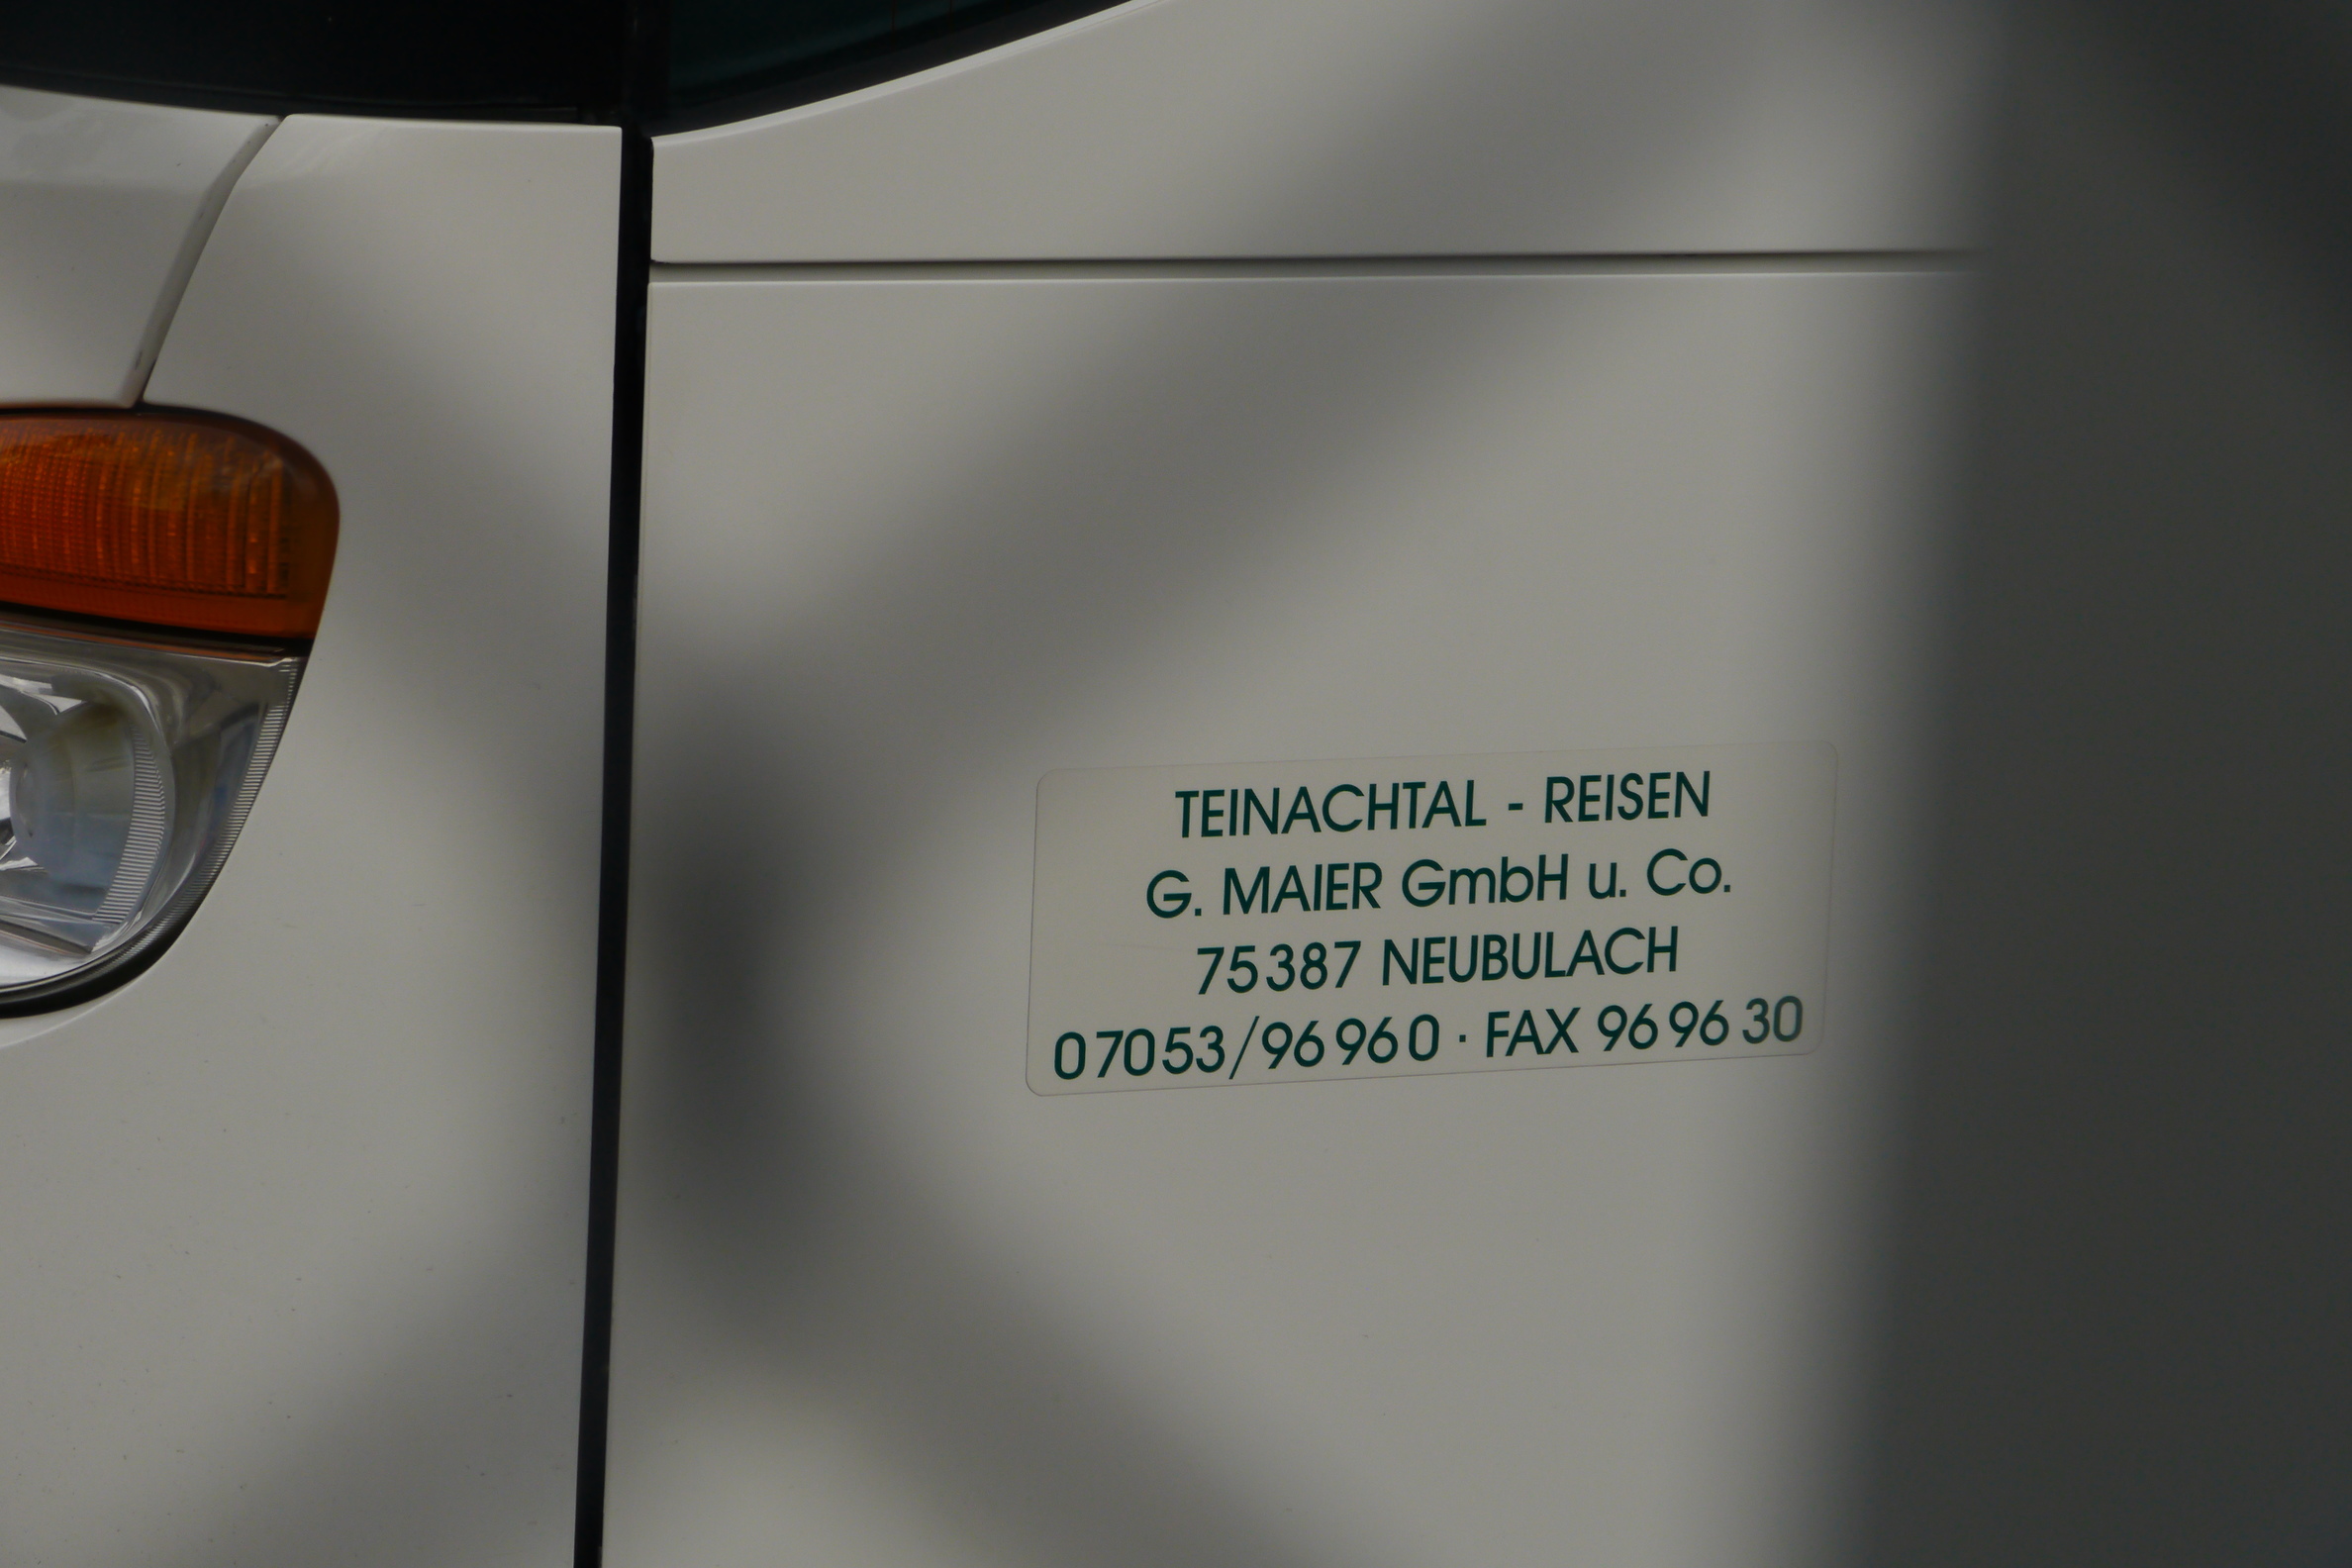 TEINACHTAL - REISEN
G. MAIER GmbH u. Co.
75387 NEUBULACH
07053/96960 · FAX 969630